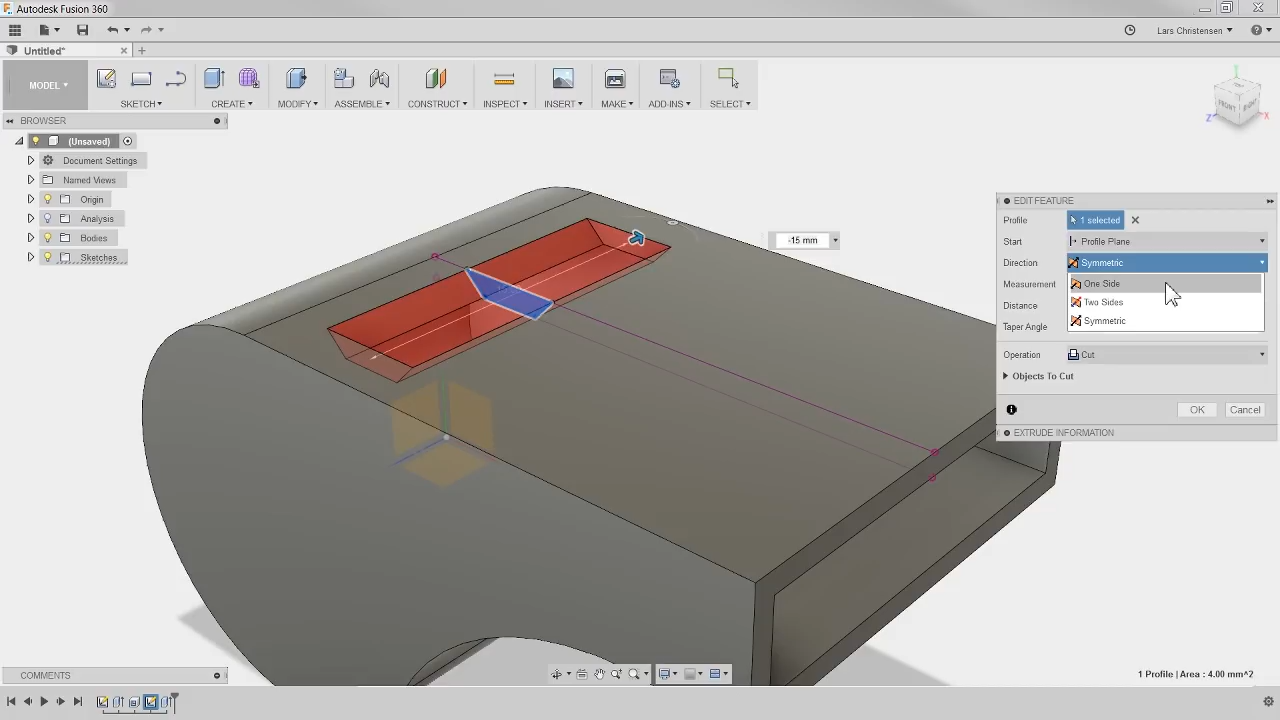 Autodesk Fusion 360
Lars Christensen
Untitled*
MODEL
SKETCH
CREATE
MODIFY
ASSEMBLE
CONSTRUCT
INSPECT
INSERT
MAKE
ADD-INS
SELECT
BROWSER
(Unsaved)
Document Settings
Named Views
Origin
Analysis
Bodies
Sketches
FRONT
RIGHT
Z
X
-15 mm
EDIT FEATURE
Profile
1 selected
Start
Profile Plane
Direction
Symmetric
Measurement
One Side
Distance
Two Sides
Taper Angle
Symmetric
Operation
Cut
Objects To Cut
OK
Cancel
EXTRUDE INFORMATION
COMMENTS
1 Profile | Area : 4.00 mm^2